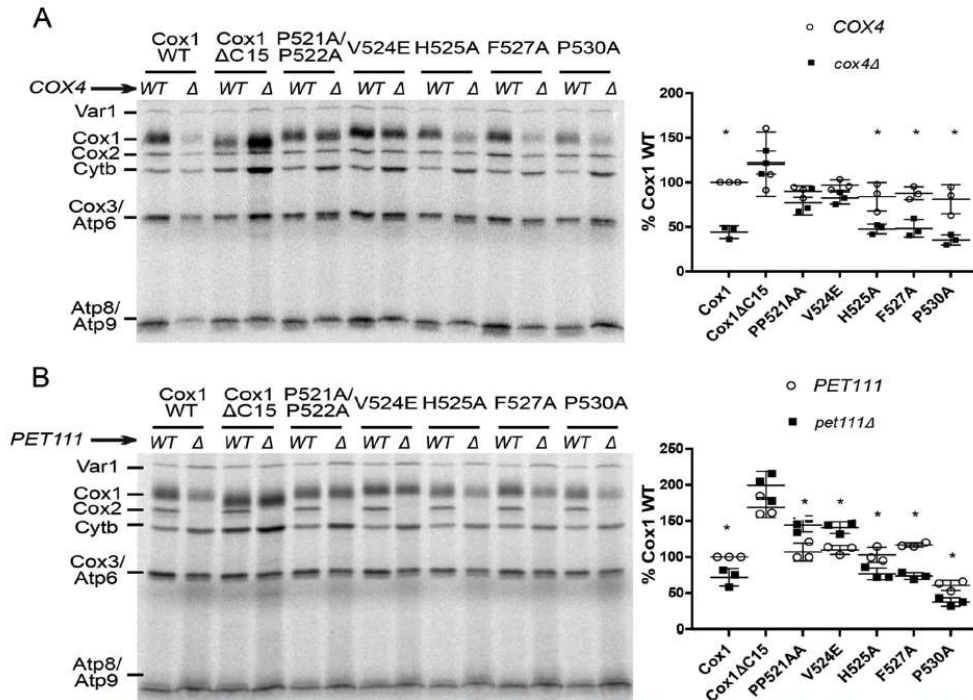 A
Cox1 WT
Cox1 ΔC15
P521A/ P522A
V524E
H525A
F527A
P530A
COX4
WT Δ WT Δ WT Δ WT Δ WT Δ WT Δ WT Δ
Var1
Cox1
Cox2
Cytb
Cox3/ Atp6
Atp8/ Atp9
COX4
cox4Δ
% Cox1 WT
150
100
50
0
* * * *
Cox1
Cox1ΔC15
PP521AA
V524E
H525A
F527A
P530A
B
Cox1 WT
Cox1 ΔC15
P521A/ P522A
V524E
H525A
F527A
P530A
PET111
WT Δ WT Δ WT Δ WT Δ WT Δ WT Δ WT Δ
Var1
Cox1
Cox2
Cytb
Cox3/ Atp6
Atp8/ Atp9
PET111
pet111Δ
% Cox1 WT
250
200
150
100
50
0
* * * * * *
Cox1
Cox1ΔC15
PP521AA
V524E
H525A
F527A
P530A